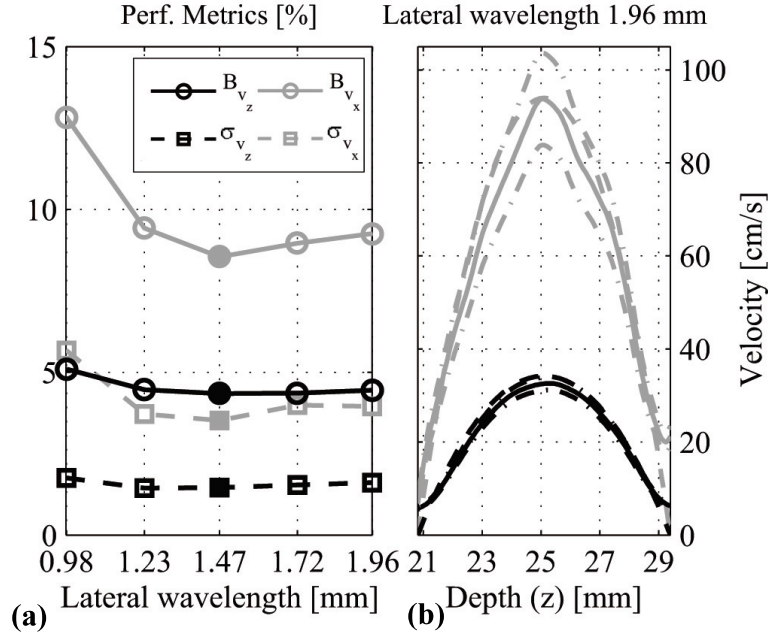 Perf. Metrics [%]
Lateral wavelength 1.96 mm
15
10
5
0
B_{v_z}
B_{v_x}
σ_{v_z}
σ_{v_x}
0.98 1.23 1.47 1.72 1.96
Lateral wavelength [mm]
(a)
100
80
60
40
20
0
Velocity [cm/s]
21 23 25 27 29
Depth (z) [mm]
(b)